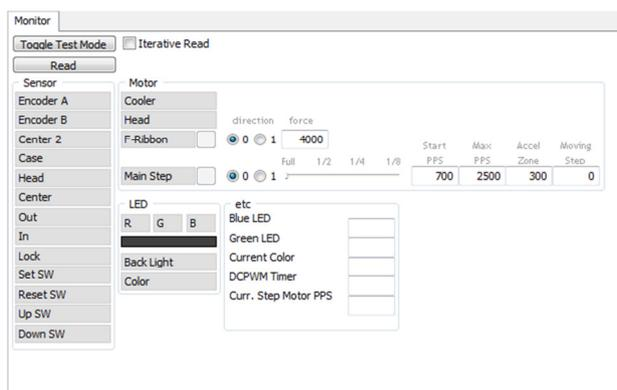 Monitor
Toggle Test Mode Iterative Read
Read
Sensor
Encoder A
Encoder B
Center 2
Case
Head
Center
Out
In
Lock
Set SW
Reset SW
Up SW
Down SW
Motor
Cooler
Head direction force
F-Ribbon 0 1 4000
Full 1/2 1/4 1/8 Start PPS Max PPS Accel Zone Moving Step
Main Step 0 1 700 2500 300 0
LED
R G B
Back Light
Color
etc
Blue LED
Green LED
Current Color
DCPWM Timer
Curr. Step Motor PPS